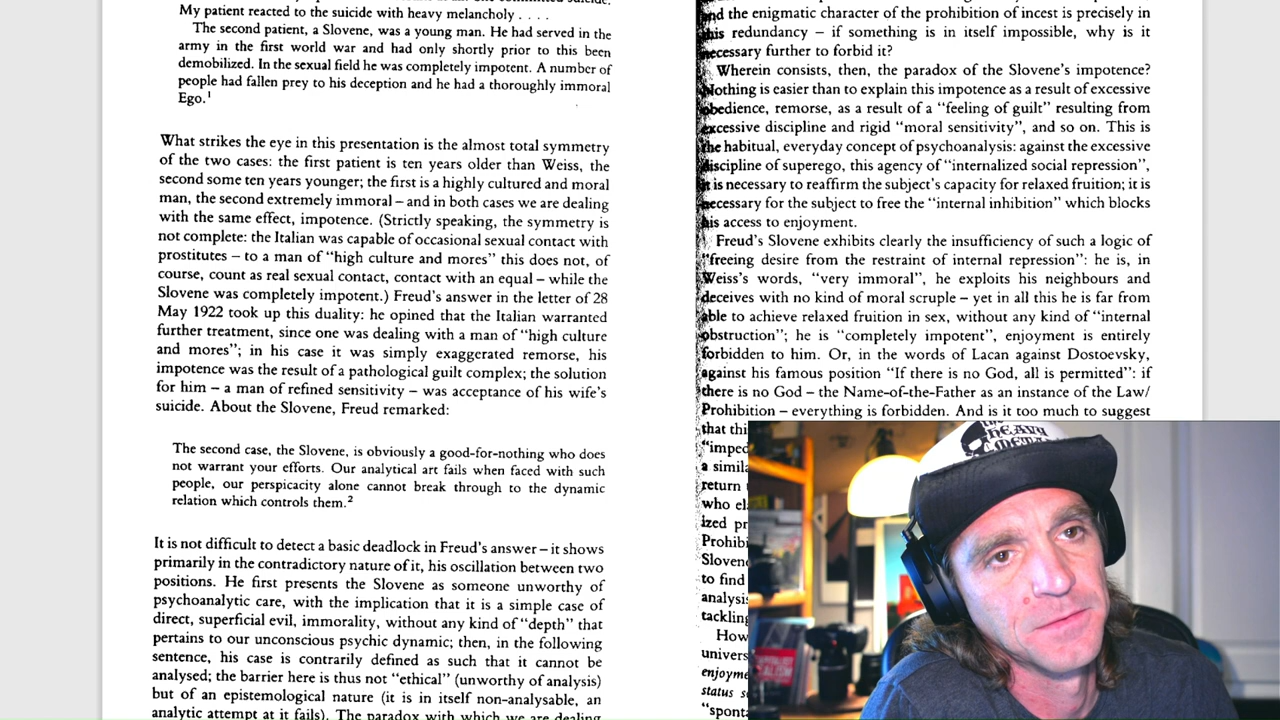 My patient reacted to the suicide with heavy melancholy . . . .
The second patient, a Slovene, was a young man. He had served in the
army in the first world war and had only shortly prior to this been
demobilized. In the sexual field he was completely impotent. A number of
people had fallen prey to his deception and he had a thoroughly immoral
Ego.¹
What strikes the eye in this presentation is the almost total symmetry
of the two cases: the first patient is ten years older than Weiss, the
second some ten years younger; the first is a highly cultured and moral
man, the second extremely immoral – and in both cases we are dealing
with the same effect, impotence. (Strictly speaking, the symmetry is
not complete: the Italian was capable of occasional sexual contact with
prostitutes – to a man of “high culture and mores” this does not, of
course, count as real sexual contact, contact with an equal – while the
Slovene was completely impotent.) Freud’s answer in the letter of 28
May 1922 took up this duality: he opined that the Italian warranted
further treatment, since one was dealing with a man of “high culture
and mores”; in his case it was simply exaggerated remorse, his
impotence was the result of a pathological guilt complex; the solution
for him – a man of refined sensitivity – was acceptance of his wife’s
suicide. About the Slovene, Freud remarked:
The second case, the Slovene, is obviously a good-for-nothing who does
not warrant your efforts. Our analytical art fails when faced with such
people, our perspicacity alone cannot break through to the dynamic
relation which controls them.²
It is not difficult to detect a basic deadlock in Freud’s answer – it shows
primarily in the contradictory nature of it, his oscillation between two
positions. He first presents the Slovene as someone unworthy of
psychoanalytic care, with the implication that it is a simple case of
direct, superficial evil, immorality, without any kind of “depth” that
pertains to our unconscious psychic dynamic; then, in the following
sentence, his case is contrarily defined as such that it cannot be
analysed; the barrier here is thus not “ethical” (unworthy of analysis)
but of an epistemological nature (it is in itself non-analysable, an
analytic attempt at it fails). The paradox with which we are dealing
and the enigmatic character of the prohibition of incest is precisely in
this redundancy – if something is in itself impossible, why is it
necessary further to forbid it?
Wherein consists, then, the paradox of the Slovene’s impotence?
Nothing is easier than to explain this impotence as a result of excessive
obedience, remorse, as a result of a “feeling of guilt” resulting from
excessive discipline and rigid “moral sensitivity”, and so on. This is
the habitual, everyday concept of psychoanalysis: against the excessive
discipline of superego, this agency of “internalized social repression”,
it is necessary to reaffirm the subject’s capacity for relaxed fruition; it is
necessary for the subject to free the “internal inhibition” which blocks
his access to enjoyment.
Freud’s Slovene exhibits clearly the insufficiency of such a logic of
“freeing desire from the restraint of internal repression”: he is, in
Weiss’s words, “very immoral”, he exploits his neighbours and
deceives with no kind of moral scruple – yet in all this he is far from
able to achieve relaxed fruition in sex, without any kind of “internal
obstruction”; he is “completely impotent”, enjoyment is entirely
forbidden to him. Or, in the words of Lacan against Dostoevsky,
against his famous position “If there is no God, all is permitted”: if
there is no God – the Name-of-the-Father as an instance of the Law/
Prohibition – everything is forbidden. And is it too much to suggest
that
a
return
who
Slovene
to find
analysis
tackling
status
HEAVY